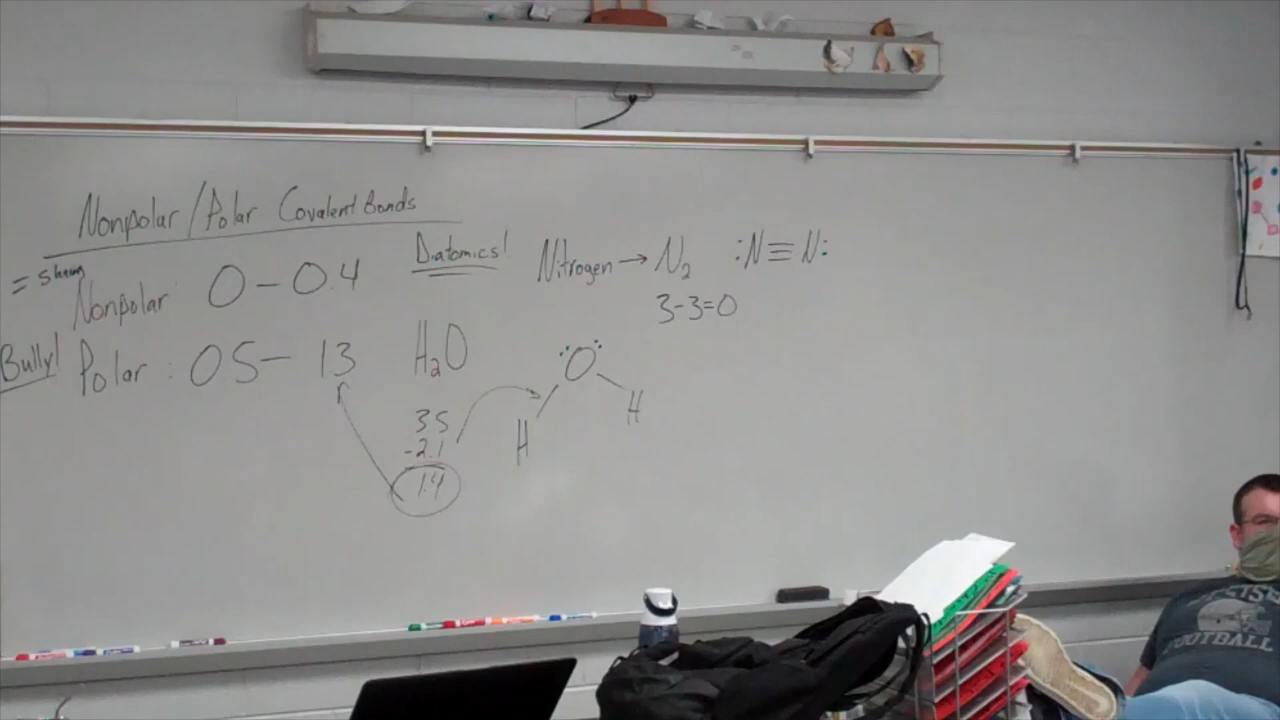 Nonpolar/Polar Covalent Bonds
= sharing
Nonpolar 0-0.4
Diatomics! Nitrogen → N2 :N≡N:
3-3=0
Bully! Polar: 0.5- 1.3 H2O
O
H H
3.5
-2.1
1.4
FOOTBALL